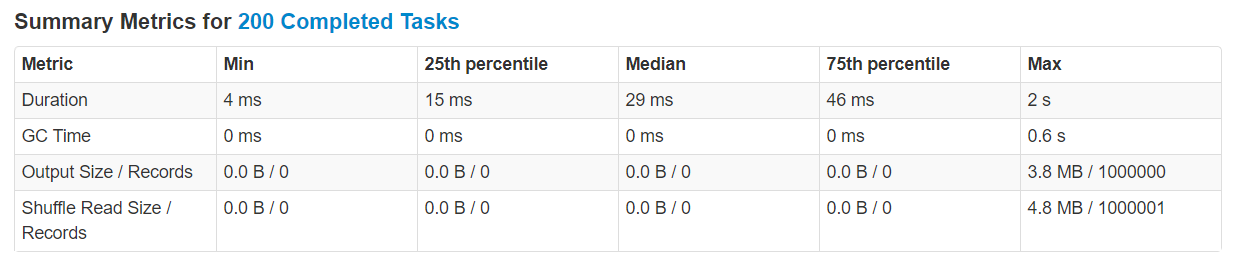 Summary Metrics for 200 Completed Tasks
Metric Min 25th percentile Median 75th percentile Max
Duration 4 ms 15 ms 29 ms 46 ms 2 s
GC Time 0 ms 0 ms 0 ms 0 ms 0.6 s
Output Size / Records 0.0 B / 0 0.0 B / 0 0.0 B / 0 0.0 B / 0 3.8 MB / 1000000
Shuffle Read Size / 0.0 B / 0 0.0 B / 0 0.0 B / 0 0.0 B / 0 4.8 MB / 1000001
Records